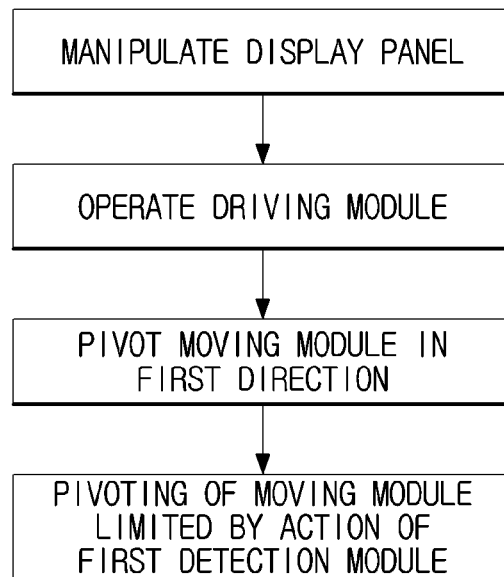 MANIPULATE DISPLAY PANEL
OPERATE DRIVING MODULE
PIVOT MOVING MODULE IN
FIRST DIRECTION
PIVOTING OF MOVING MODULE
LIMITED BY ACTION OF
FIRST DETECTION MODULE